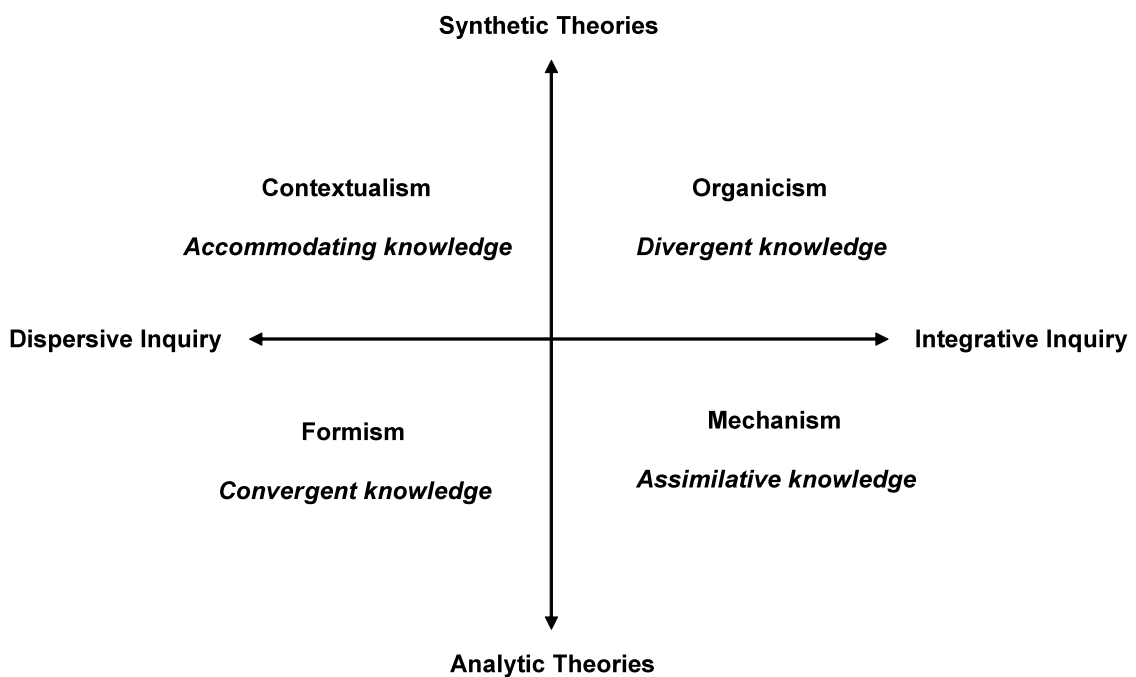 Synthetic Theories
Contextualism
Organicism
Accommodating knowledge
Divergent knowledge
Dispersive Inquiry
Integrative Inquiry
Formism
Mechanism
Convergent knowledge
Assimilative knowledge
Analytic Theories